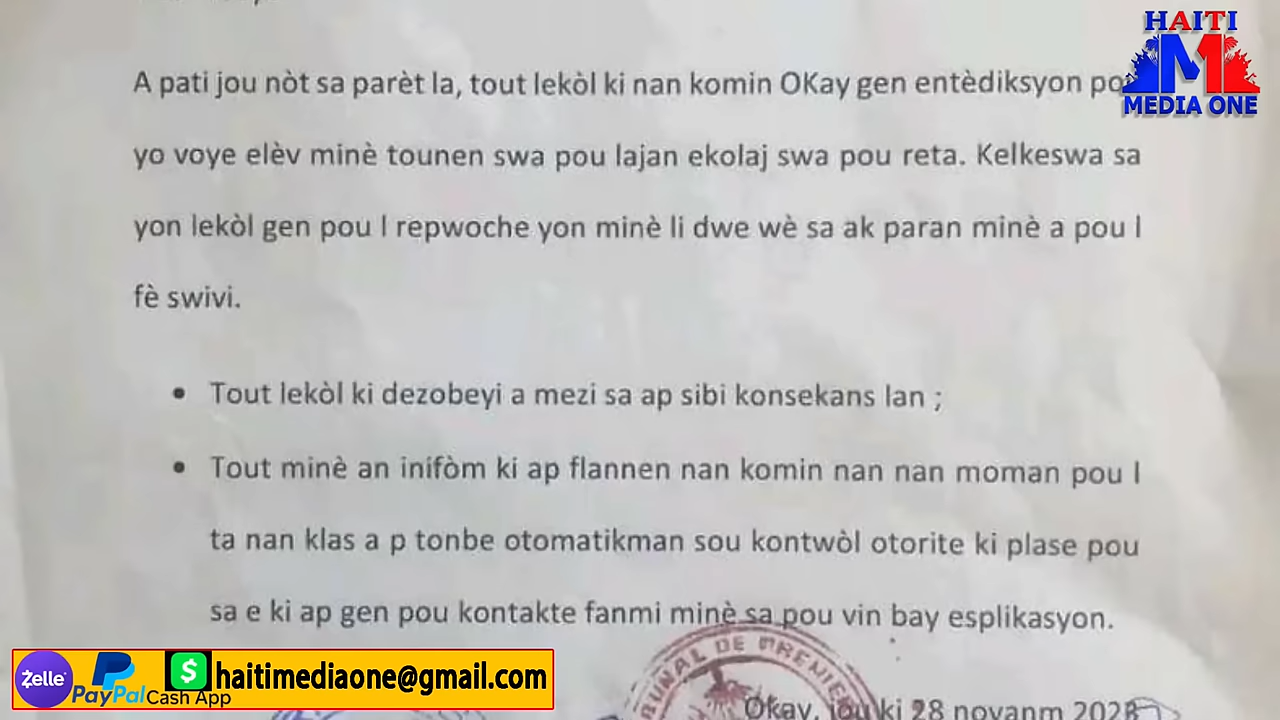 HAITI
M
MEDIA ONE
A pati jou nòt sa parèt la, tout lekòl ki nan komin OKay gen entèdiksyon
yo voye elèv minè tounen swa pou lajan ekolaj swa pou reta. Kelkeswa sa
yon lekòl gen pou l repwoche yon minè li dwe wè sa ak paran minè a pou l
fè swivi.
• Tout lekòl ki dezobeyi a mezi sa ap sibi konsekans lan ;
• Tout minè an inifòm ki ap flannen nan komin nan nan moman pou l
ta nan klas a p tonbe otomatikman sou kontwòl otorite ki plase pou
sa e ki ap gen pou kontakte fanmi minè sa pou vin bay esplikasyon.
DE PREMIER
Okay, jou ki 28 novanm
Zelle
PayPal
$
Cash App
haitimediaone@gmail.com